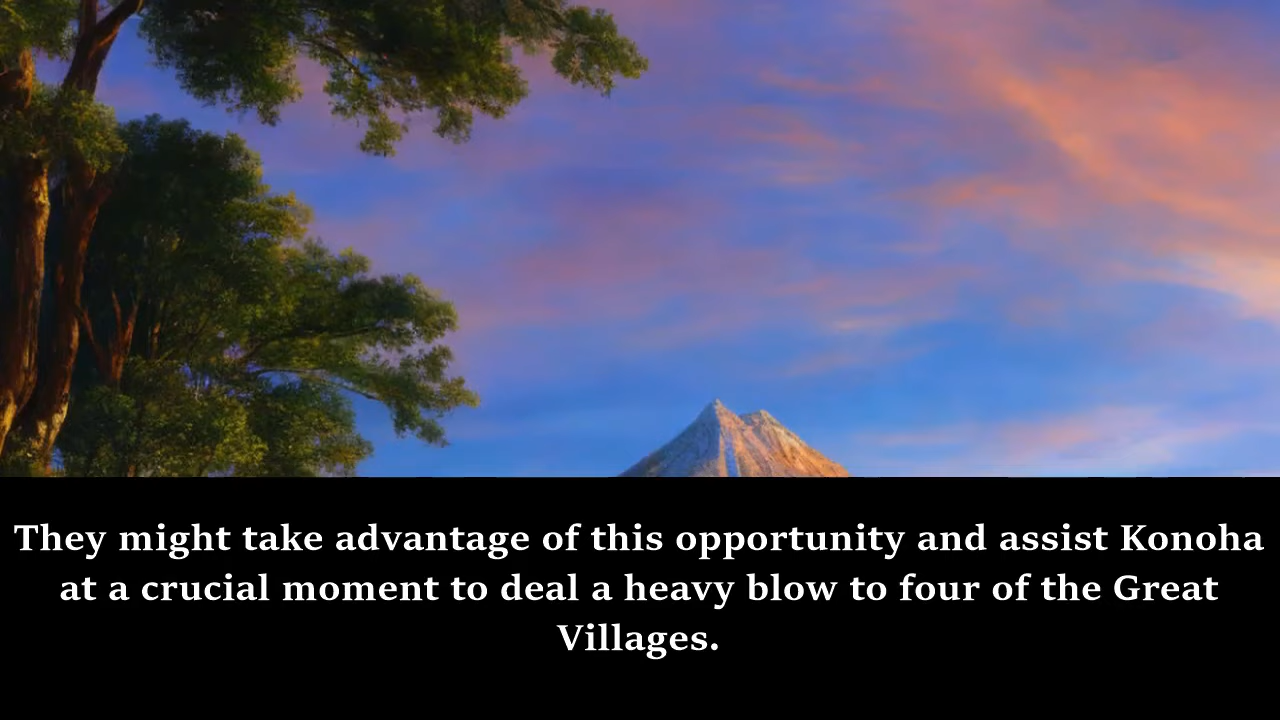 They might take advantage of this opportunity and assist Konoha
at a crucial moment to deal a heavy blow to four of the Great
Villages.